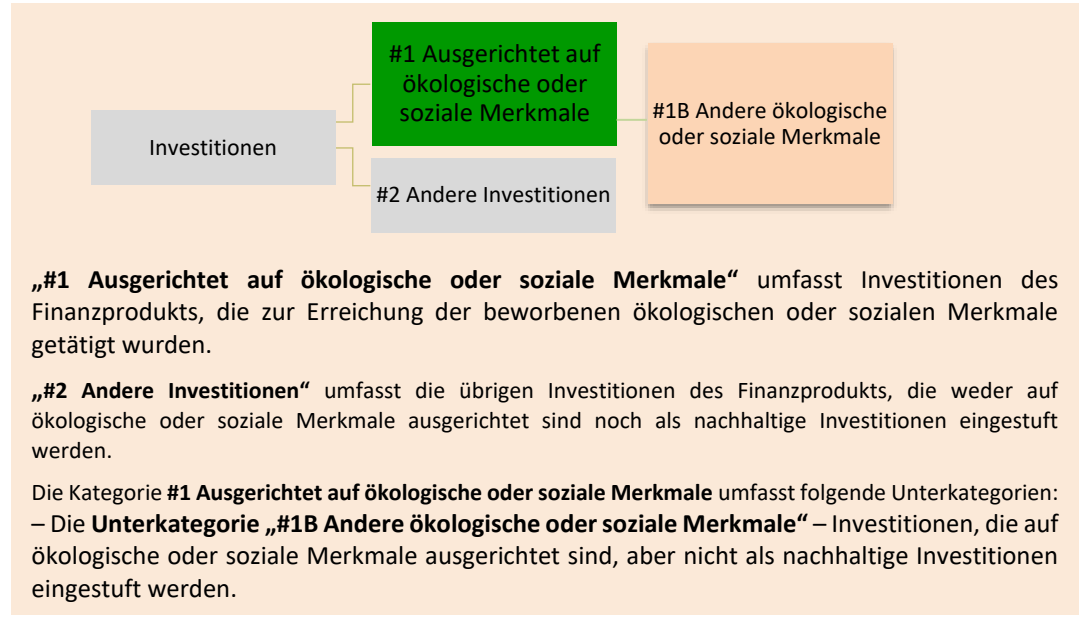 #1 Ausgerichtet auf
ökologische oder
soziale Merkmale
#1B Andere ökologische
oder soziale Merkmale
Investitionen
#2 Andere Investitionen
„#1 Ausgerichtet auf ökologische oder soziale Merkmale“ umfasst Investitionen des
Finanzprodukts, die zur Erreichung der beworbenen ökologischen oder sozialen Merkmale
getätigt wurden.
„#2 Andere Investitionen“ umfasst die übrigen Investitionen des Finanzprodukts, die weder auf
ökologische oder soziale Merkmale ausgerichtet sind noch als nachhaltige Investitionen eingestuft
werden.
Die Kategorie #1 Ausgerichtet auf ökologische oder soziale Merkmale umfasst folgende Unterkategorien:
– Die Unterkategorie „#1B Andere ökologische oder soziale Merkmale“ – Investitionen, die auf
ökologische oder soziale Merkmale ausgerichtet sind, aber nicht als nachhaltige Investitionen
eingestuft werden.